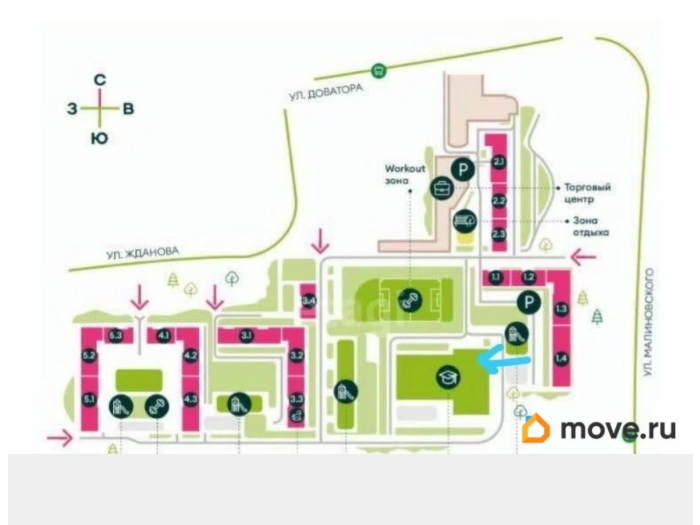 С
З В
Ю
УЛ. ДОВАТОРА
УЛ. ЖДАНОВА
УЛ. МАЛИНОВСКОГО
Workout
зона
P
Торговый
центр
Зона
отдыха
2.1
2.2
2.3
1.1
1.2
1.3
1.4
P
3.4
5.3
4.1
3.1
5.2
4.2
3.2
5.1
4.3
3.3
move.ru